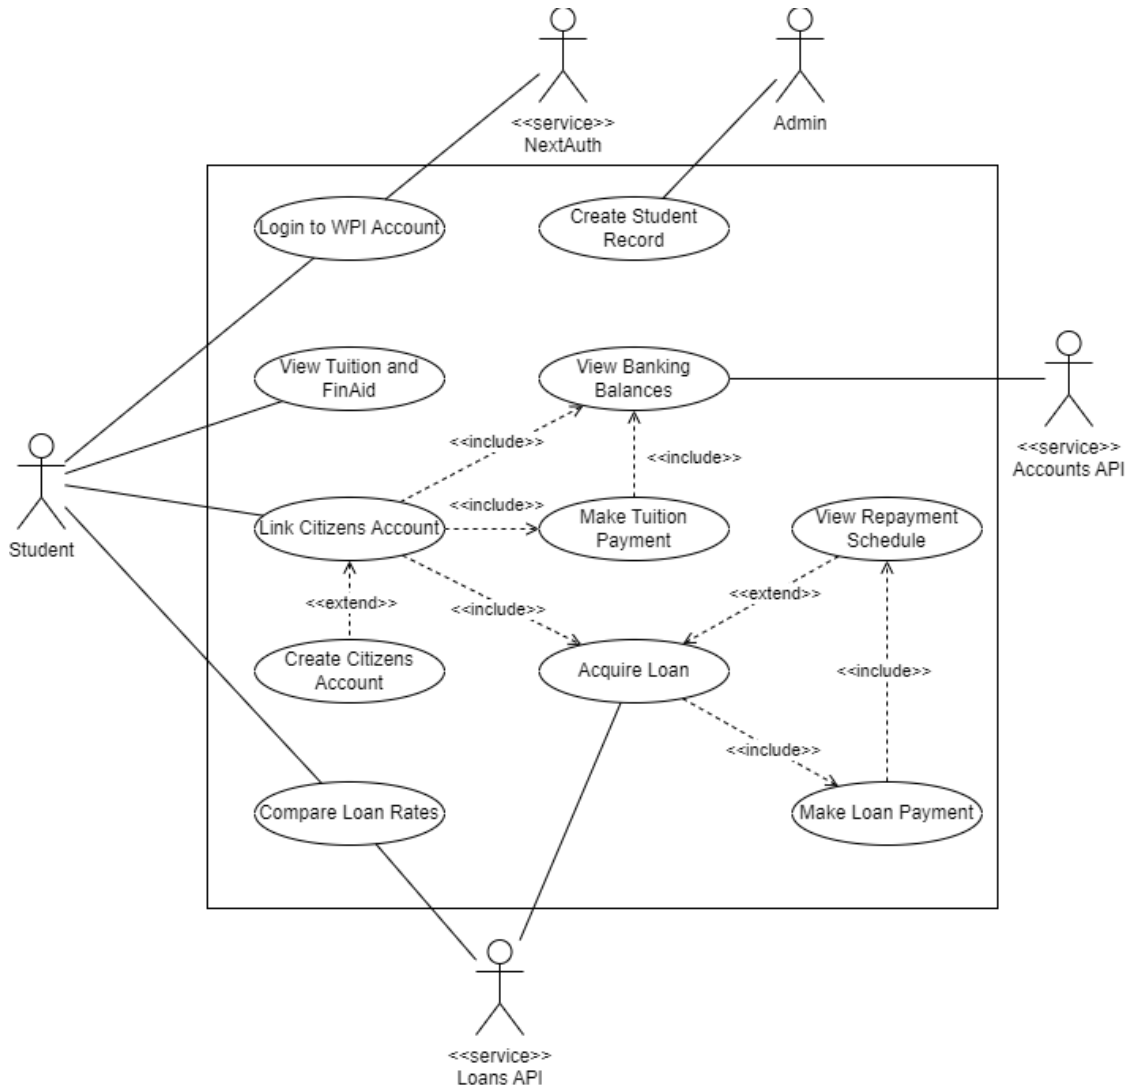 <<service>>
NextAuth
Admin
Login to WPI Account
Create Student
Record
View Tuition and
FinAid
View Banking
Balances
<<service>>
Accounts API
<<include>>
<<include>>
<<include>>
Student
Link Citizens Account
Make Tuition
Payment
View Repayment
Schedule
<<extend>>
<<include>>
<<extend>>
Create Citizens
Account
Acquire Loan
<<include>>
<<include>>
Compare Loan Rates
Make Loan Payment
<<service>>
Loans API